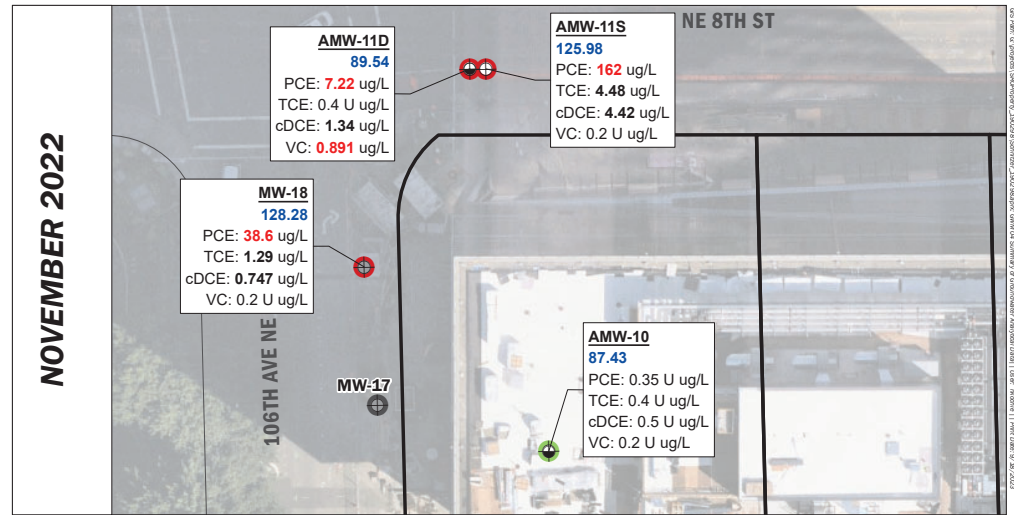 NOVEMBER 2022
NE 8TH ST
AMW-11D
89.54
PCE: 7.22 ug/L
TCE: 0.4 U ug/L
cDCE: 1.34 ug/L
VC: 0.891 ug/L
AMW-11S
125.98
PCE: 162 ug/L
TCE: 4.48 ug/L
cDCE: 4.42 ug/L
VC: 0.2 U ug/L
MW-18
128.28
PCE: 38.6 ug/L
TCE: 1.29 ug/L
cDCE: 0.747 ug/L
VC: 0.2 U ug/L
106TH AVE NE
MW-17
AMW-10
87.43
PCE: 0.35 U ug/L
TCE: 0.4 U ug/L
cDCE: 0.5 U ug/L
VC: 0.2 U ug/L